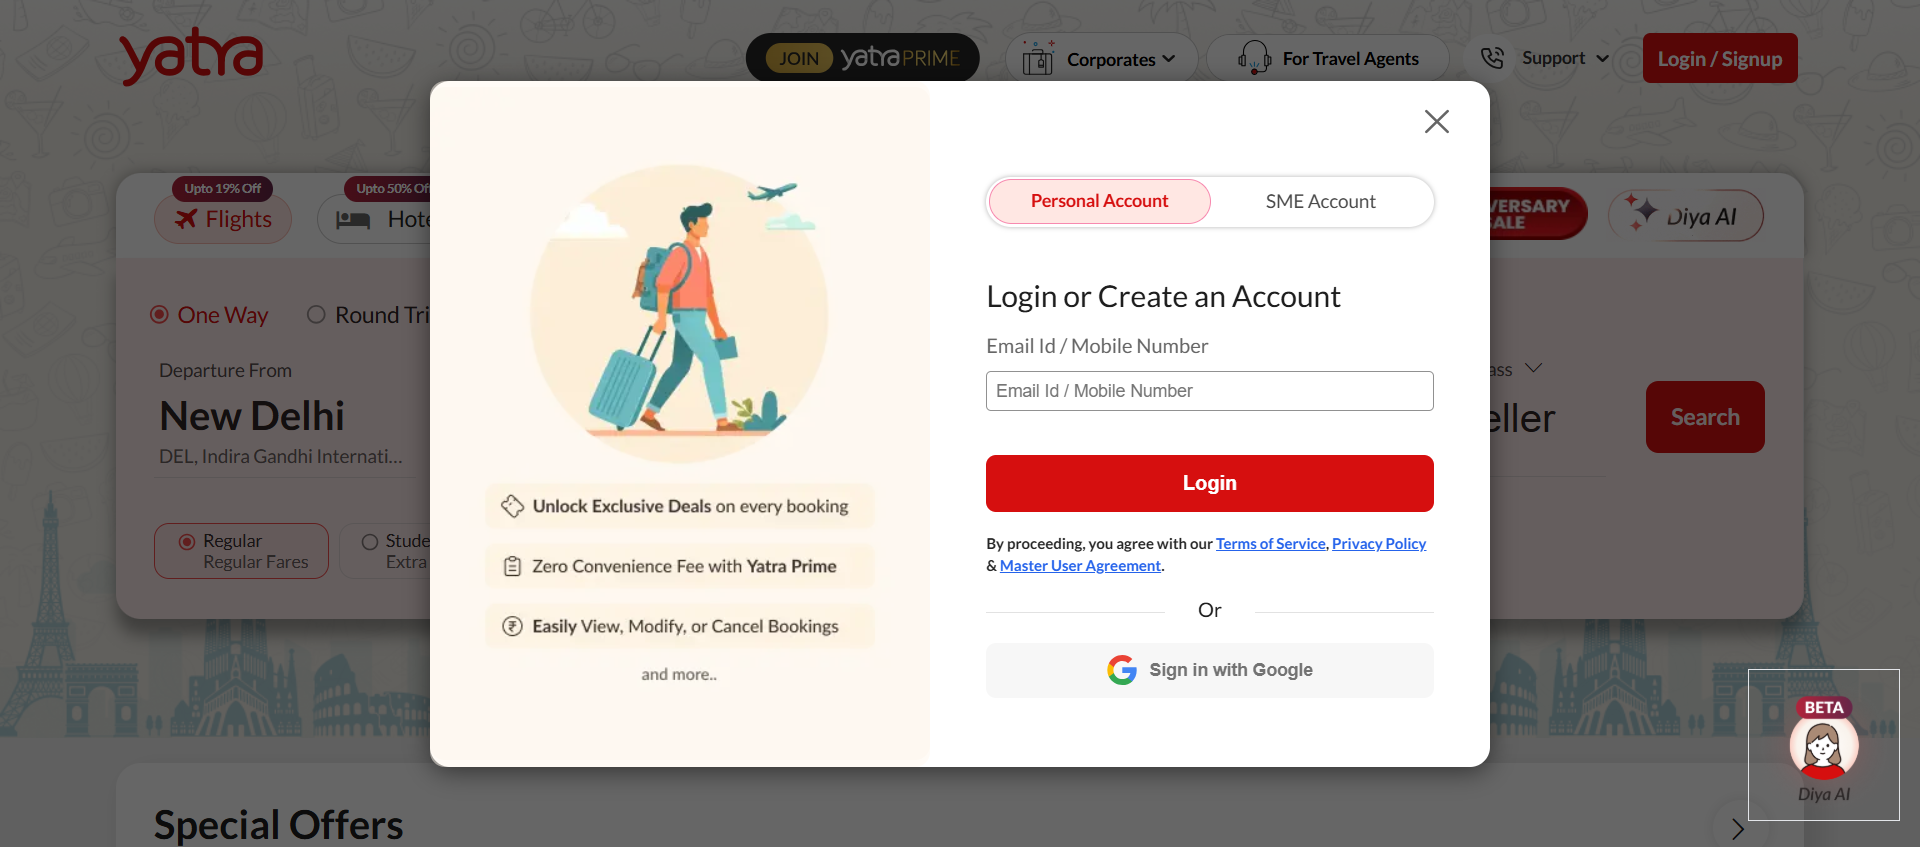 yatra
JOIN yatra PRIME
Corporates
For Travel Agents
Support
Login / Signup
Upto 19% Off
Upto 50% Of
Flights
Hote
VERSARY
ALE
Diya AI
One Way
Round Tri
Departure From
New Delhi
DEL, Indira Gandhi Internati...
ass
eller
Search
Regular
Regular Fares
Stude
Extra
Unlock Exclusive Deals on every booking
Zero Convenience Fee with Yatra Prime
Easily View, Modify, or Cancel Bookings
and more..
Personal Account
SME Account
Login or Create an Account
Email Id / Mobile Number
Email Id / Mobile Number
Login
By proceeding, you agree with our Terms of Service, Privacy Policy
& Master User Agreement.
Or
Sign in with Google
BETA
Diya AI
Special Offers